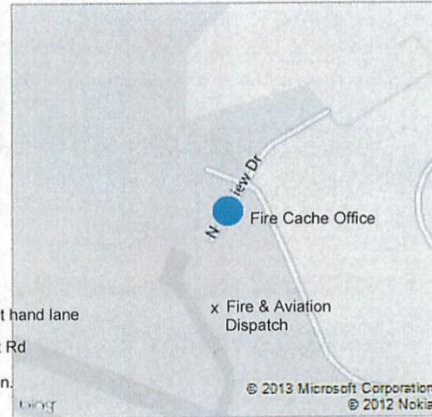 N iew Dr
Fire Cache Office
x Fire & Aviation
Dispatch
t hand lane
Rd
n.
bing
© 2013 Microsoft Corporation
© 2012 Nokia